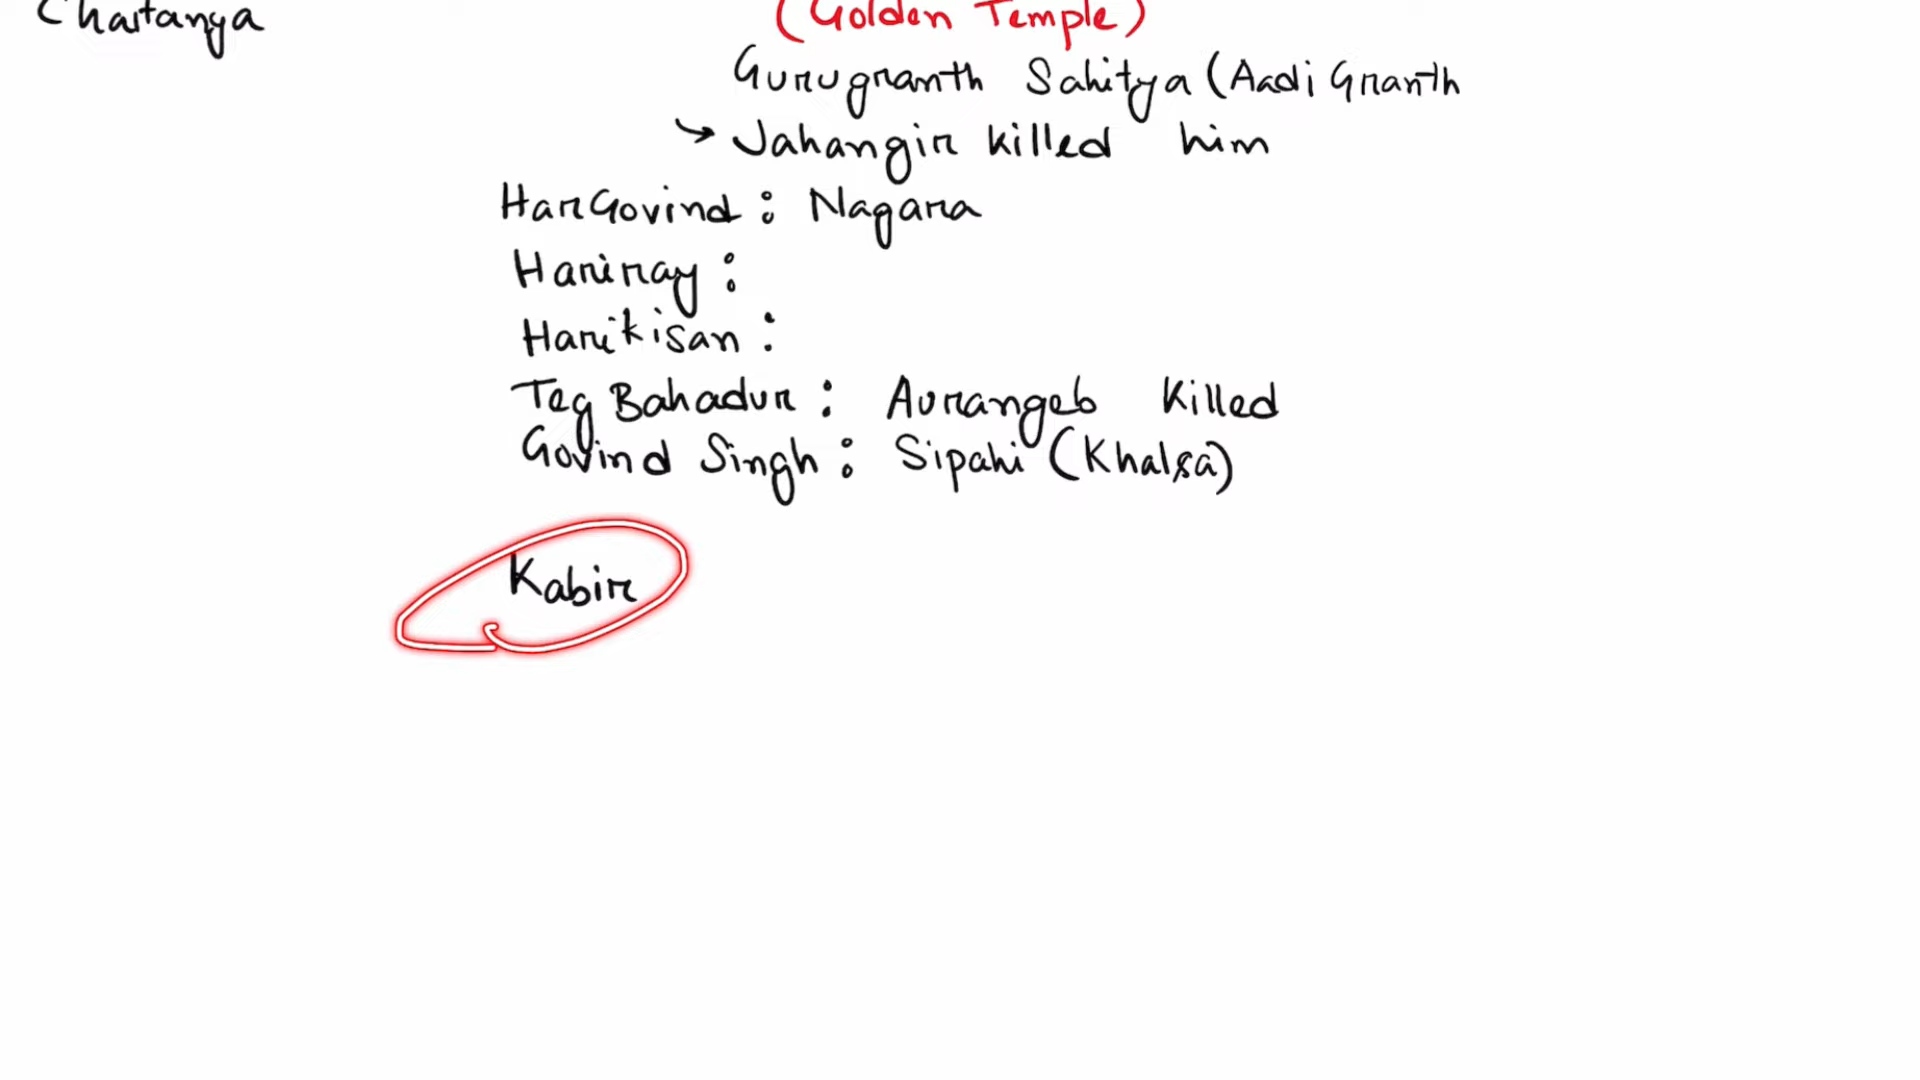 Chaitanya
(Golden Temple)
Gurugranth Sahitya (Aadi Granth
→ Jahangir killed him
HarGovind : Nagara
Hariray :
Harikisan :
Teg Bahadur : Aurangeb Killed
Govind Singh : Sipahi (Khalsa)
Kabir